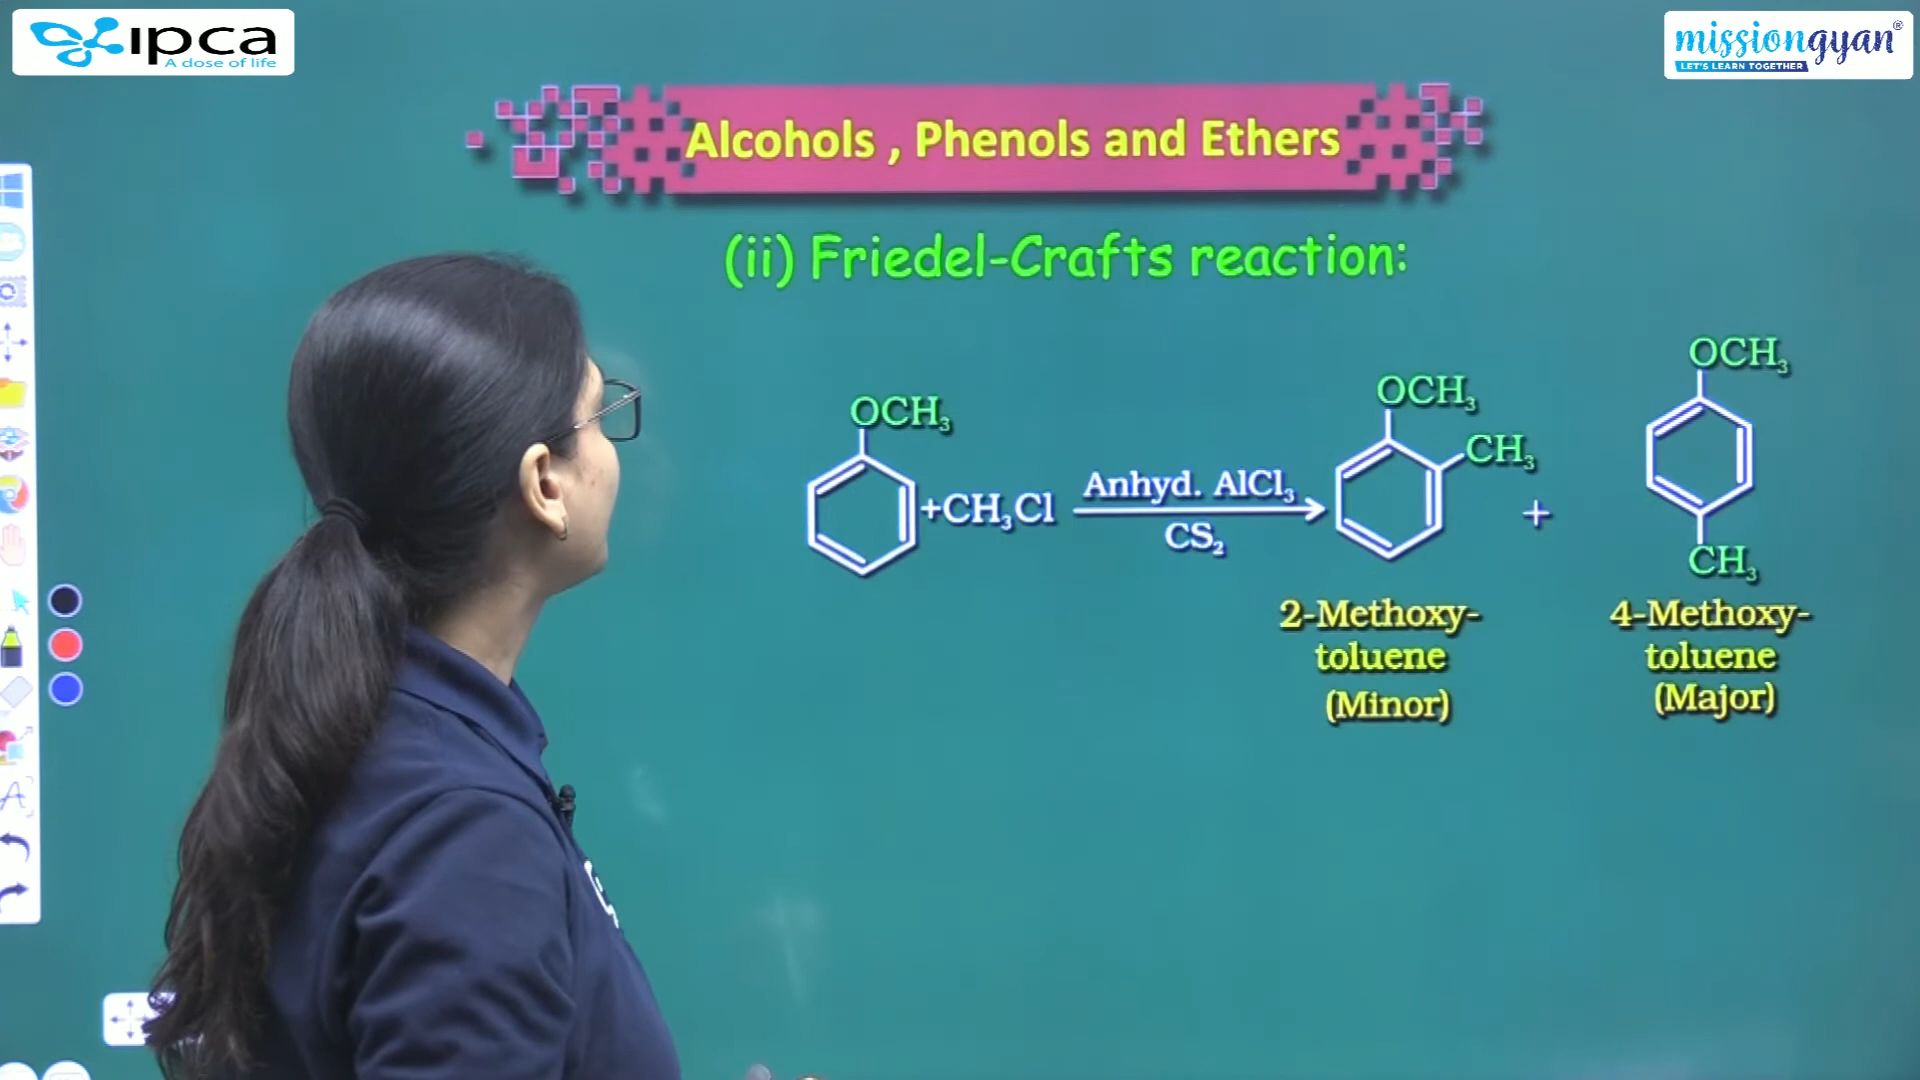 ipca
A dose of life
missiongyan®
LET'S LEARN TOGETHER
Alcohols , Phenols and Ethers
(ii) Friedel-Crafts reaction:
OCH₃
+CH₃Cl
Anhyd. AlCl₃
CS₂
OCH₃
CH₃
+
OCH₃
CH₃
2-Methoxy-
toluene
(Minor)
4-Methoxy-
toluene
(Major)